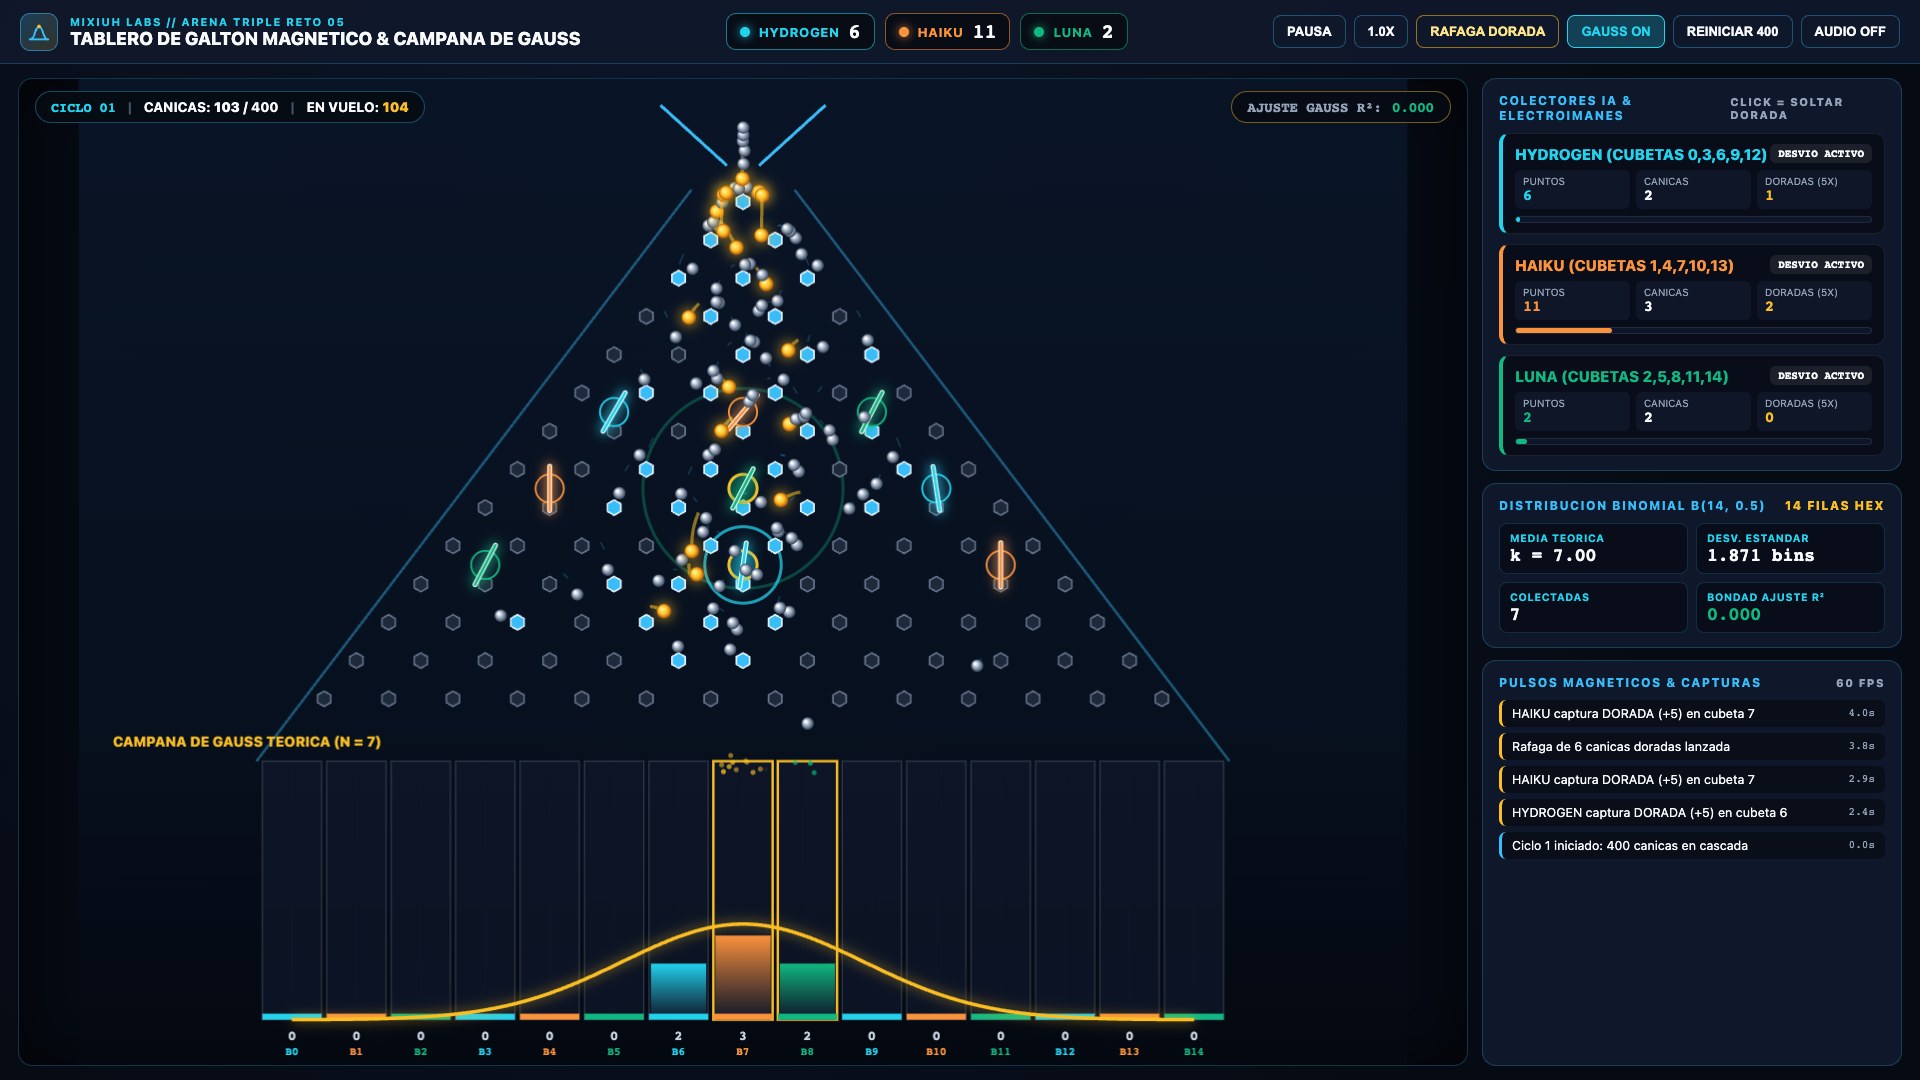 MIXIUH LABS // ARENA TRIPLE RETO 05
TABLERO DE GALTON MAGNETICO & CAMPANA DE GAUSS
HYDROGEN 6
HAIKU 11
LUNA 2
PAUSA
1.0X
RAFAGA DORADA
GAUSS ON
REINICIAR 400
AUDIO OFF
CICLO 01 | CANICAS: 103 / 400 | EN VUELO: 104
AJUSTE GAUSS R²: 0.000
CAMPANA DE GAUSS TEORICA (N = 7)
0 0 0 0 0 0 2 3 2 0 0 0 0 0 0
B0 B1 B2 B3 B4 B5 B6 B7 B8 B9 B10 B11 B12 B13 B14
COLECTORES IA & ELECTROIMANES
CLICK = SOLTAR DORADA
HYDROGEN (CUBETAS 0,3,6,9,12) DESVIO ACTIVO
PUNTOS CANICAS DORADAS (5X)
6 2 1
HAIKU (CUBETAS 1,4,7,10,13) DESVIO ACTIVO
PUNTOS CANICAS DORADAS (5X)
11 3 2
LUNA (CUBETAS 2,5,8,11,14) DESVIO ACTIVO
PUNTOS CANICAS DORADAS (5X)
2 2 0
DISTRIBUCION BINOMIAL B(14, 0.5) 14 FILAS HEX
MEDIA TEORICA
k = 7.00
DESV. ESTANDAR
1.871 bins
COLECTADAS
7
BONDAD AJUSTE R²
0.000
PULSOS MAGNETICOS & CAPTURAS 60 FPS
HAIKU captura DORADA (+5) en cubeta 7 4.0s
Rafaga de 6 canicas doradas lanzada 3.8s
HAIKU captura DORADA (+5) en cubeta 7 2.9s
HYDROGEN captura DORADA (+5) en cubeta 6 2.4s
Ciclo 1 iniciado: 400 canicas en cascada 0.0s